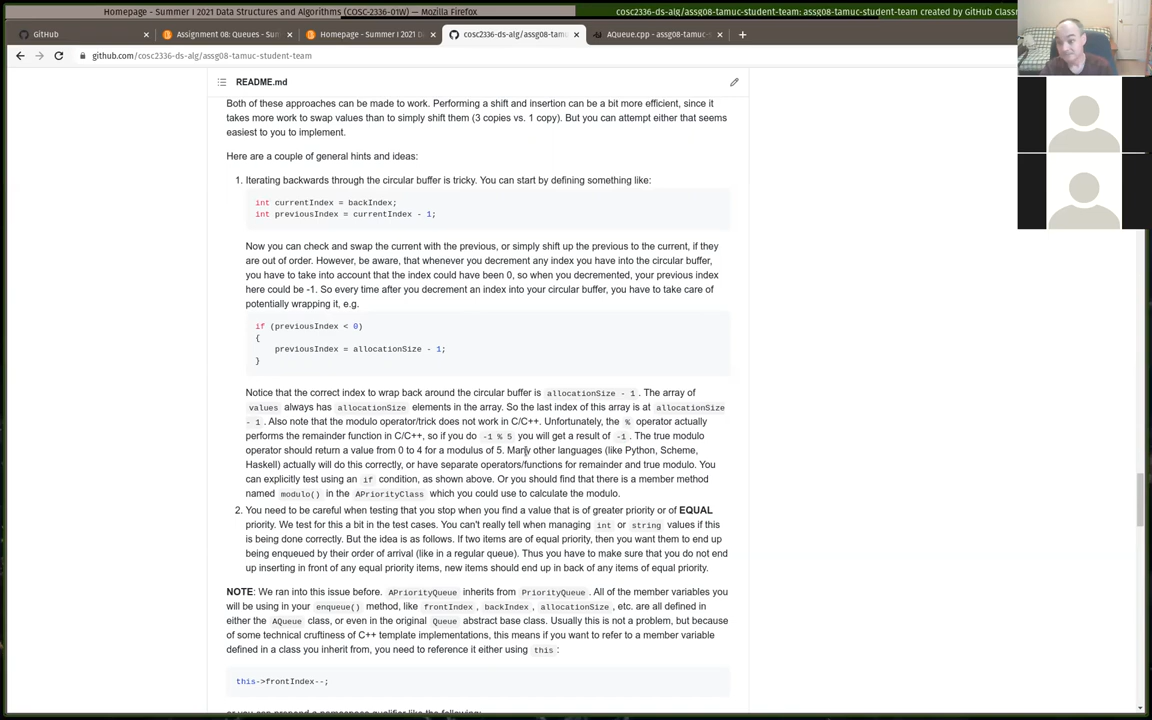 Homepage - Summer I 2021 Data Structures and Algorithms (COSC-2336-01W) — Mozilla Firefox
cosc2336-ds-alg/assg08-tamuc-student-team: assg08-tamuc-student-team created by GitHub Classr
GitHub
Assignment 08: Queues - Sun
Homepage - Summer I 2021 D
cosc2336-ds-alg/assg08-tamu
AQueue.cpp - assg08-tamuc-s
github.com/cosc2336-ds-alg/assg08-tamuc-student-team
README.md
Both of these approaches can be made to work. Performing a shift and insertion can be a bit more efficient, since it
takes more work to swap values than to simply shift them (3 copies vs. 1 copy). But you can attempt either that seems
easiest to you to implement.
Here are a couple of general hints and ideas:
1. Iterating backwards through the circular buffer is tricky. You can start by defining something like:
int currentIndex = backIndex;
int previousIndex = currentIndex - 1;
Now you can check and swap the current with the previous, or simply shift up the previous to the current, if they
are out of order. However, be aware, that whenever you decrement any index you have into the circular buffer,
you have to take into account that the index could have been 0, so when you decremented, your previous index
here could be -1. So every time after you decrement an index into your circular buffer, you have to take care of
potentially wrapping it, e.g.
if (previousIndex < 0)
{
previousIndex = allocationSize - 1;
}
Notice that the correct index to wrap back around the circular buffer is allocationSize - 1 . The array of
values always has allocationSize elements in the array. So the last index of this array is at allocationSize
- 1 . Also note that the modulo operator/trick does not work in C/C++. Unfortunately, the % operator actually
performs the remainder function in C/C++, so if you do -1 % 5 you will get a result of -1 . The true modulo
operator should return a value from 0 to 4 for a modulus of 5. Many other languages (like Python, Scheme,
Haskell) actually will do this correctly, or have separate operators/functions for remainder and true modulo. You
can explicitly test using an if condition, as shown above. Or you should find that there is a member method
named modulo() in the APriorityClass which you could use to calculate the modulo.
2. You need to be careful when testing that you stop when you find a value that is of greater priority or of EQUAL
priority. We test for this a bit in the test cases. You can't really tell when managing int or string values if this
is being done correctly. But the idea is as follows. If two items are of equal priority, then you want them to end up
being enqueued by their order of arrival (like in a regular queue). Thus you have to make sure that you do not end
up inserting in front of any equal priority items, new items should end up in back of any items of equal priority.
NOTE: We ran into this issue before. APriorityQueue inherits from PriorityQueue . All of the member variables you
will be using in your enqueue() method, like frontIndex , backIndex , allocationSize , etc. are all defined in
either the AQueue class, or even in the original Queue abstract base class. Usually this is not a problem, but because
of some technical cruftiness of C++ template implementations, this means if you want to refer to a member variable
defined in a class you inherit from, you need to reference it either using this :
this->frontIndex--;
or you can prepend a namespace qualifier like the following: